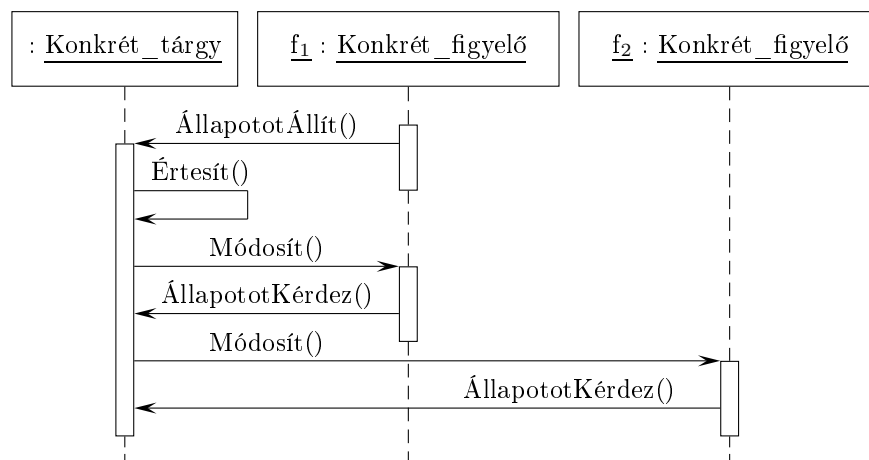 : Konkrét_tárgy
f₁ : Konkrét_figyelő
f₂ : Konkrét_figyelő
ÁllapototÁllít()
Értesít()
Módosít()
ÁllapototKérdez()
Módosít()
ÁllapototKérdez()